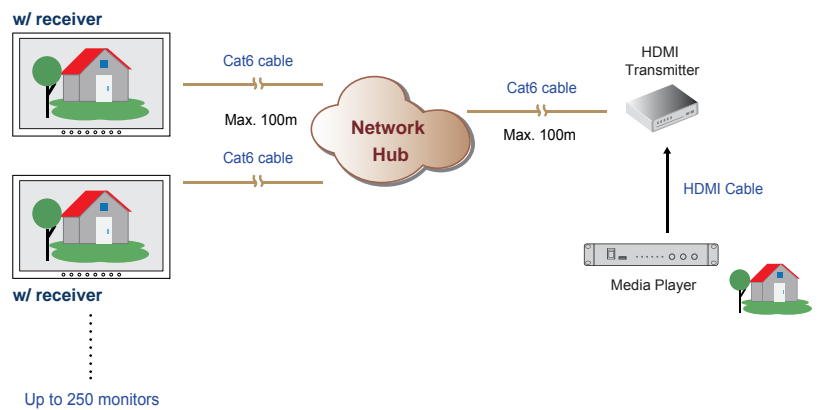 w/ receiver
Cat6 cable
Max. 100m
Cat6 cable
Network
Hub
Cat6 cable
Max. 100m
HDMI
Transmitter
HDMI Cable
Media Player
w/ receiver
Up to 250 monitors